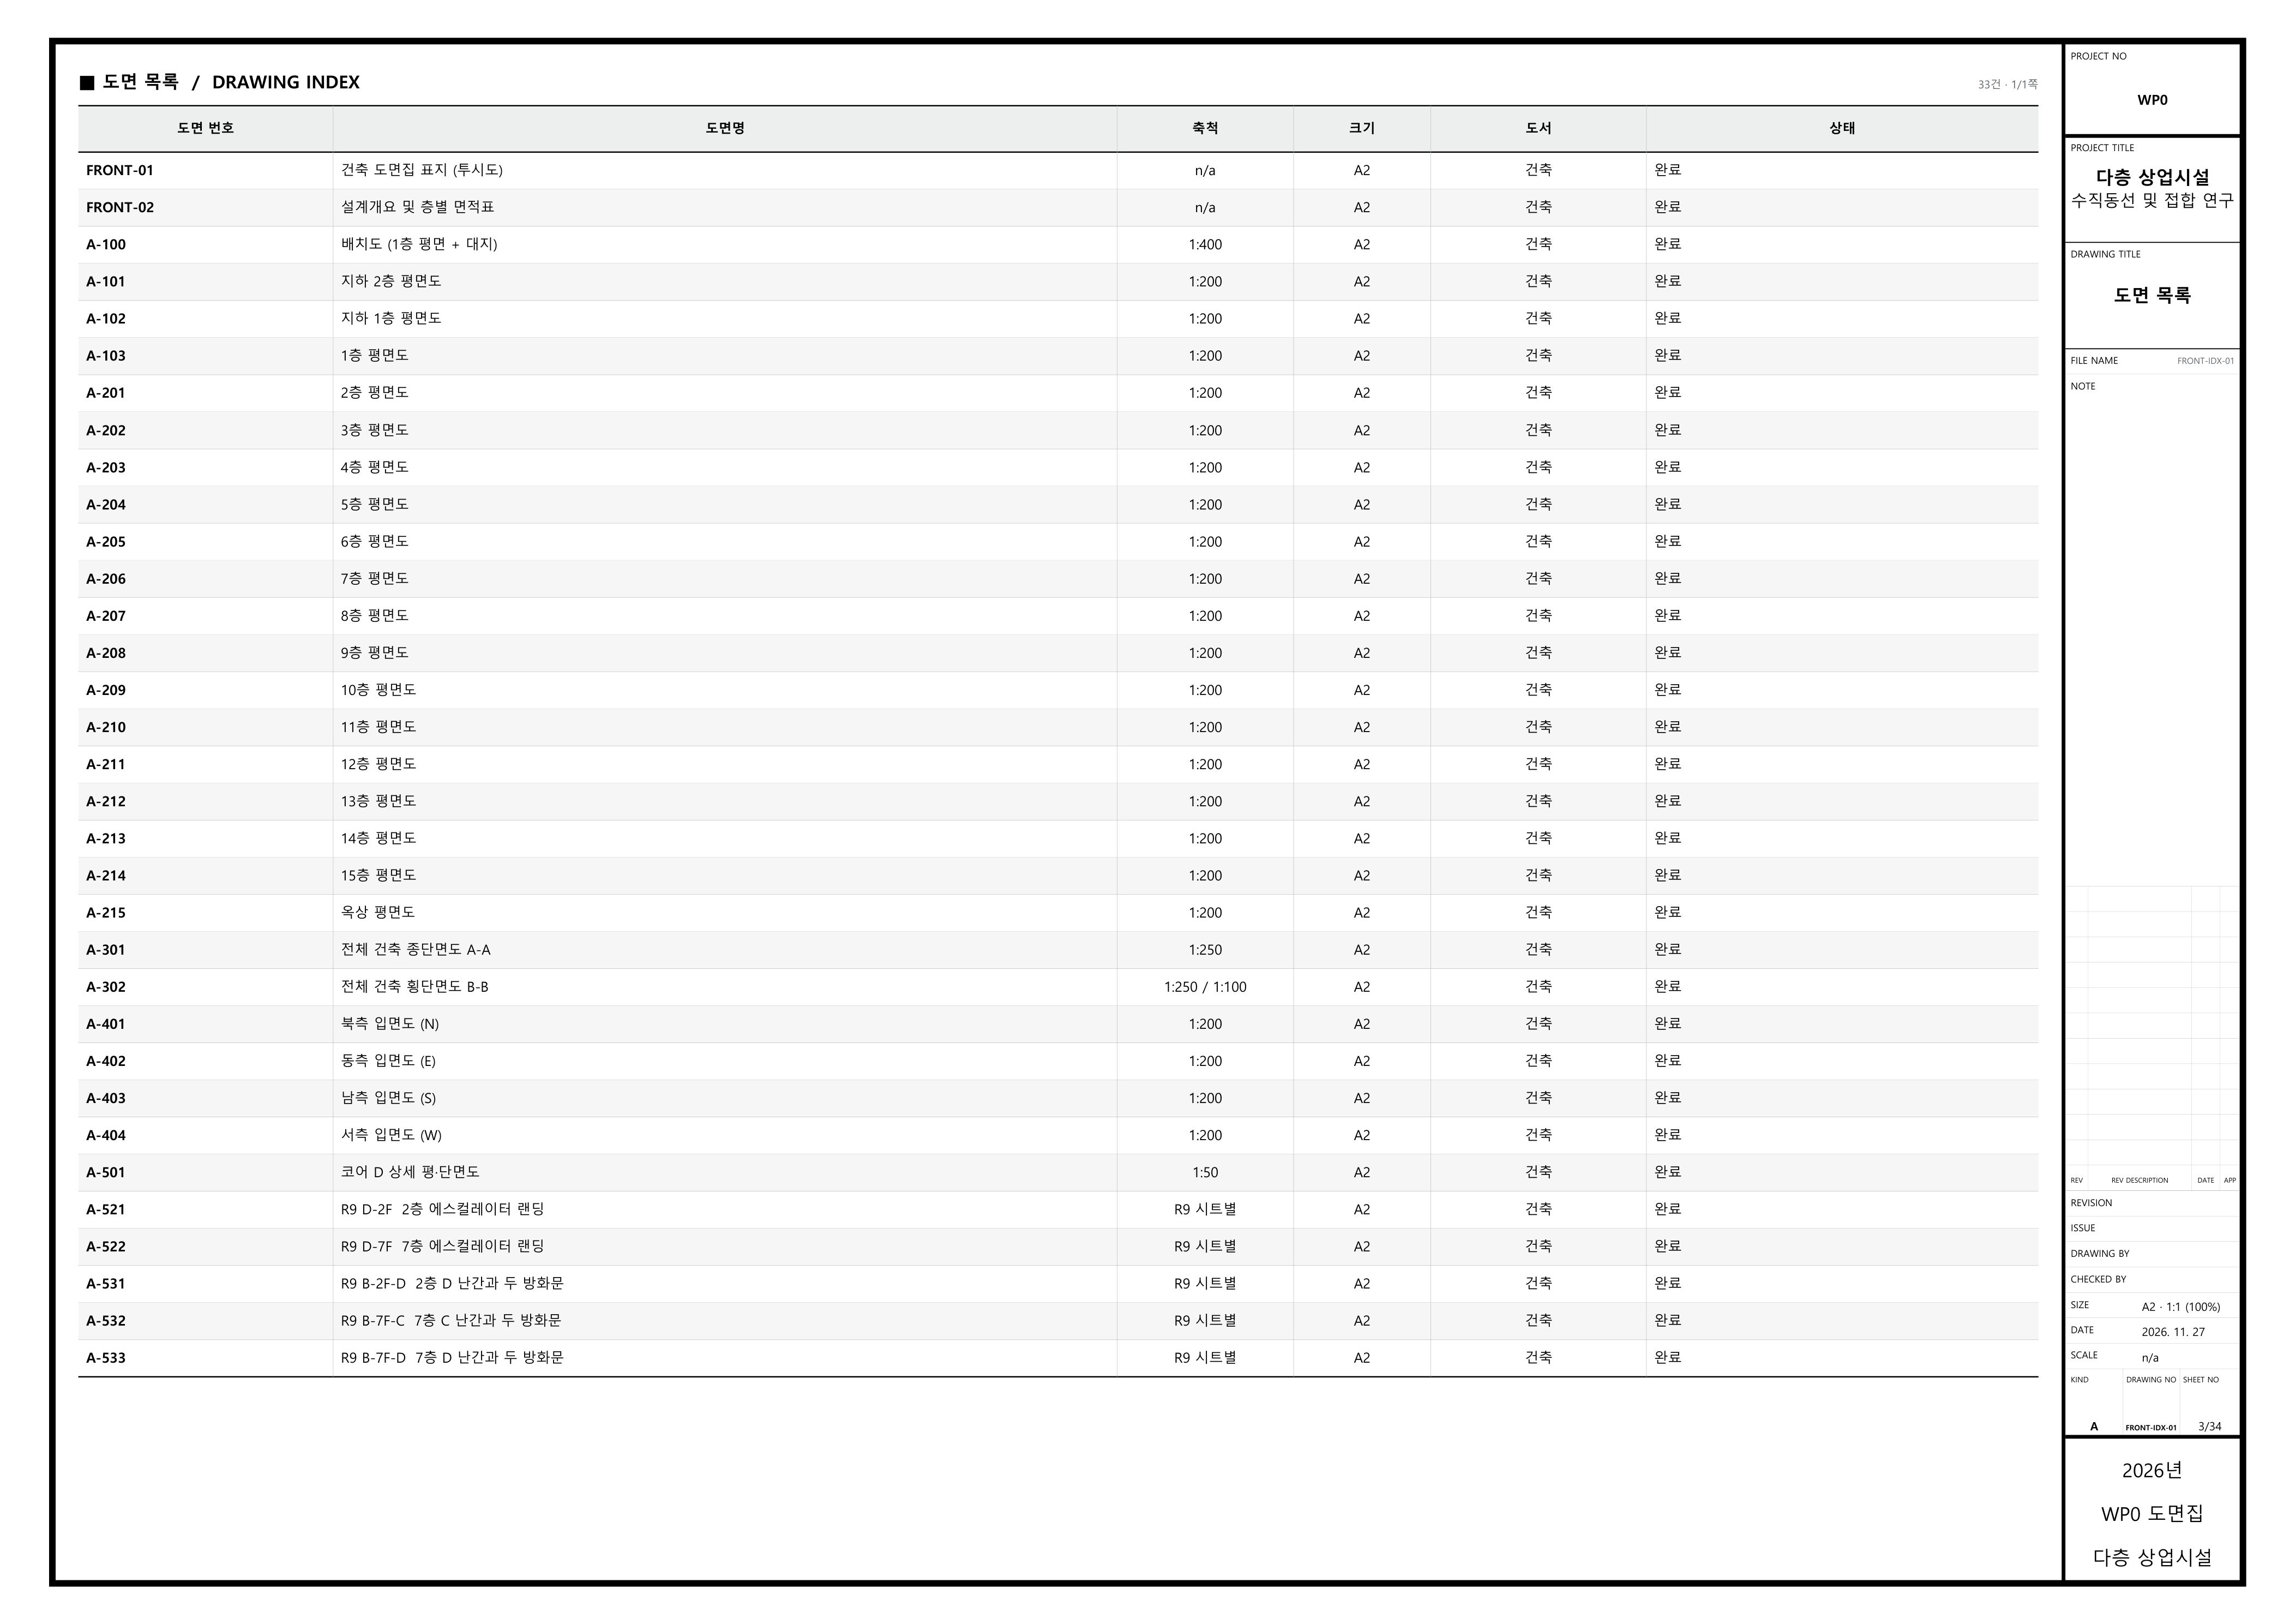 ■ 도면 목록 / DRAWING INDEX
33건 · 1/1쪽
도면 번호 도면명 축척 크기 도서 상태
FRONT-01 건축 도면집 표지 (투시도) n/a A2 건축 완료
FRONT-02 설계개요 및 층별 면적표 n/a A2 건축 완료
A-100 배치도 (1층 평면 + 대지) 1:400 A2 건축 완료
A-101 지하 2층 평면도 1:200 A2 건축 완료
A-102 지하 1층 평면도 1:200 A2 건축 완료
A-103 1층 평면도 1:200 A2 건축 완료
A-201 2층 평면도 1:200 A2 건축 완료
A-202 3층 평면도 1:200 A2 건축 완료
A-203 4층 평면도 1:200 A2 건축 완료
A-204 5층 평면도 1:200 A2 건축 완료
A-205 6층 평면도 1:200 A2 건축 완료
A-206 7층 평면도 1:200 A2 건축 완료
A-207 8층 평면도 1:200 A2 건축 완료
A-208 9층 평면도 1:200 A2 건축 완료
A-209 10층 평면도 1:200 A2 건축 완료
A-210 11층 평면도 1:200 A2 건축 완료
A-211 12층 평면도 1:200 A2 건축 완료
A-212 13층 평면도 1:200 A2 건축 완료
A-213 14층 평면도 1:200 A2 건축 완료
A-214 15층 평면도 1:200 A2 건축 완료
A-215 옥상 평면도 1:200 A2 건축 완료
A-301 전체 건축 종단면도 A-A 1:250 A2 건축 완료
A-302 전체 건축 횡단면도 B-B 1:250 / 1:100 A2 건축 완료
A-401 북측 입면도 (N) 1:200 A2 건축 완료
A-402 동측 입면도 (E) 1:200 A2 건축 완료
A-403 남측 입면도 (S) 1:200 A2 건축 완료
A-404 서측 입면도 (W) 1:200 A2 건축 완료
A-501 코어 D 상세 평·단면도 1:50 A2 건축 완료
A-521 R9 D-2F 2층 에스컬레이터 랜딩 R9 시트별 A2 건축 완료
A-522 R9 D-7F 7층 에스컬레이터 랜딩 R9 시트별 A2 건축 완료
A-531 R9 B-2F-D 2층 D 난간과 두 방화문 R9 시트별 A2 건축 완료
A-532 R9 B-7F-C 7층 C 난간과 두 방화문 R9 시트별 A2 건축 완료
A-533 R9 B-7F-D 7층 D 난간과 두 방화문 R9 시트별 A2 건축 완료
PROJECT NO
WP0
PROJECT TITLE
다층 상업시설
수직동선 및 접합 연구
DRAWING TITLE
도면 목록
FILE NAME FRONT-IDX-01
NOTE
REV REV DESCRIPTION DATE APP
REVISION
ISSUE
DRAWING BY
CHECKED BY
SIZE A2 · 1:1 (100%)
DATE 2026. 11. 27
SCALE n/a
KIND DRAWING NO SHEET NO
A FRONT-IDX-01 3/34
2026년
WP0 도면집
다층 상업시설